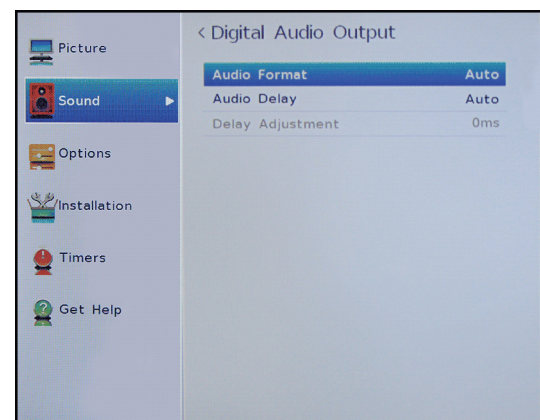 < Digital Audio Output
Picture
Sound
Options
Installation
Timers
Get Help
Audio Format Auto
Audio Delay Auto
Delay Adjustment 0ms